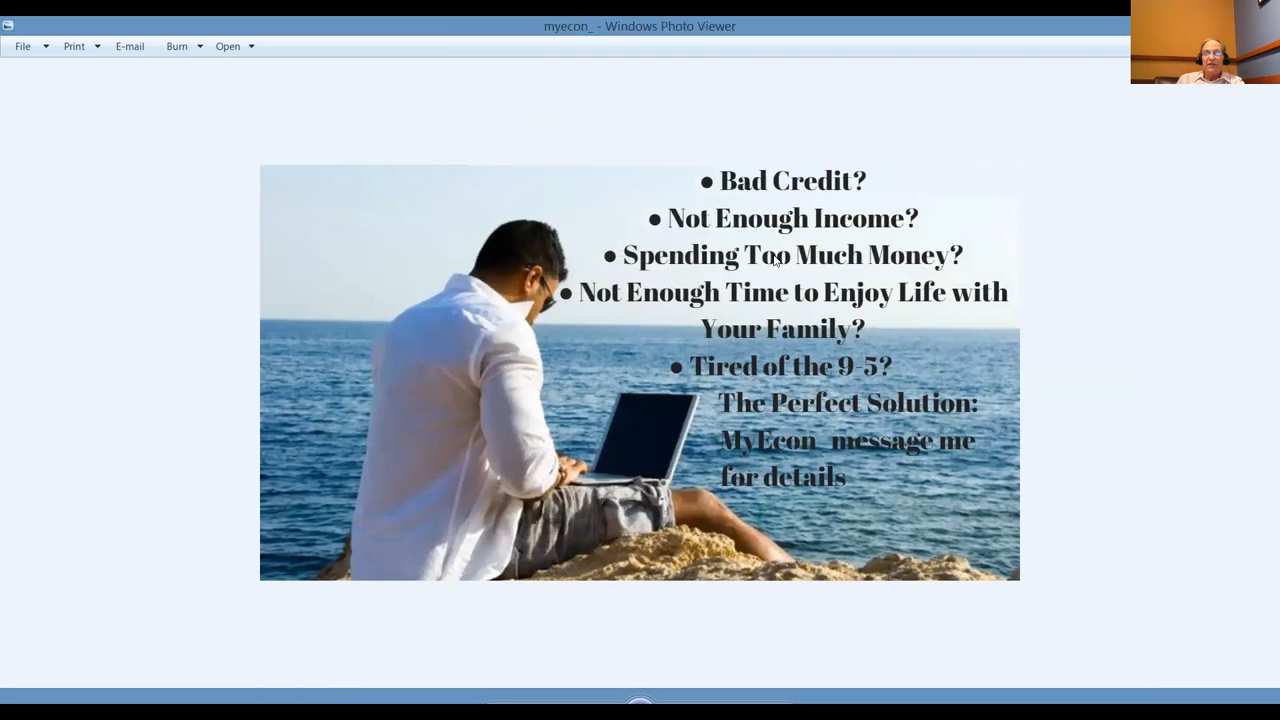 myecon_ - Windows Photo Viewer
File Print E-mail Burn Open
● Bad Credit?
● Not Enough Income?
● Spending Too Much Money?
● Not Enough Time to Enjoy Life with
Your Family?
● Tired of the 9-5?
The Perfect Solution:
MyEcon message me
for details